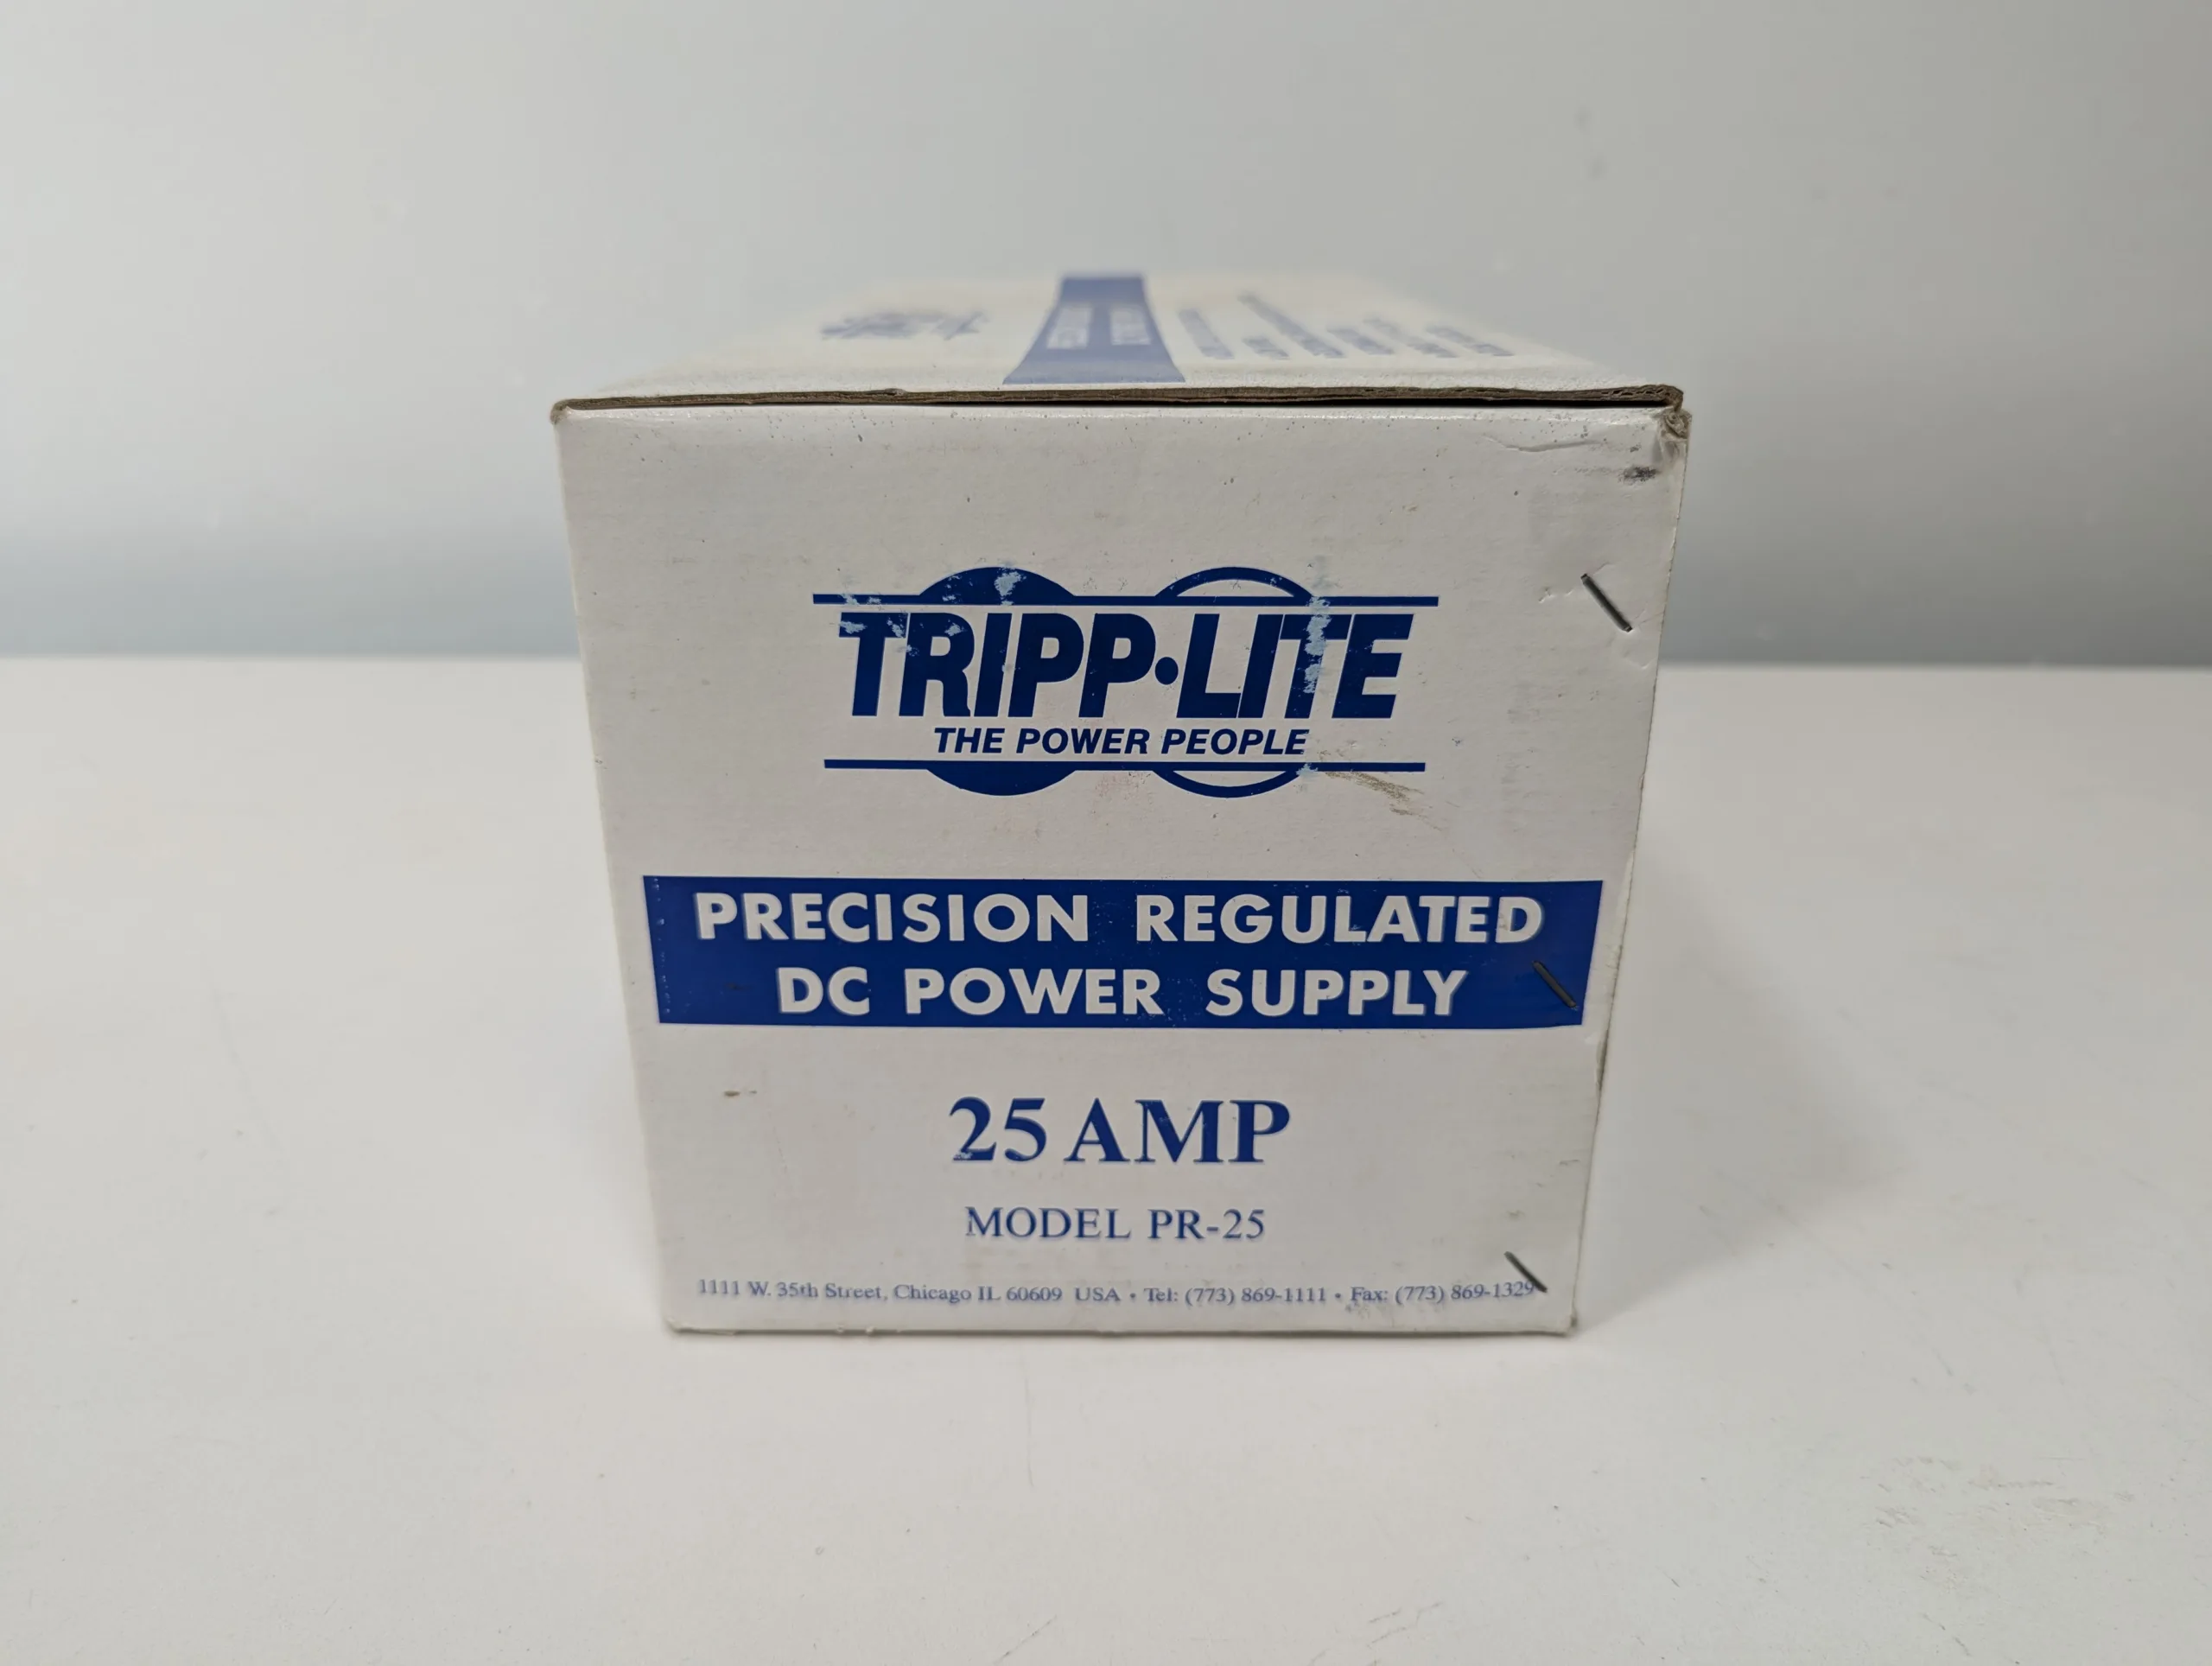 TRIPP•LITE
THE POWER PEOPLE
PRECISION REGULATED
DC POWER SUPPLY
25 AMP
MODEL PR-25
1111 W. 35th Street, Chicago IL 60609 USA • Tel: (773) 869-1111 • Fax: (773) 869-1329